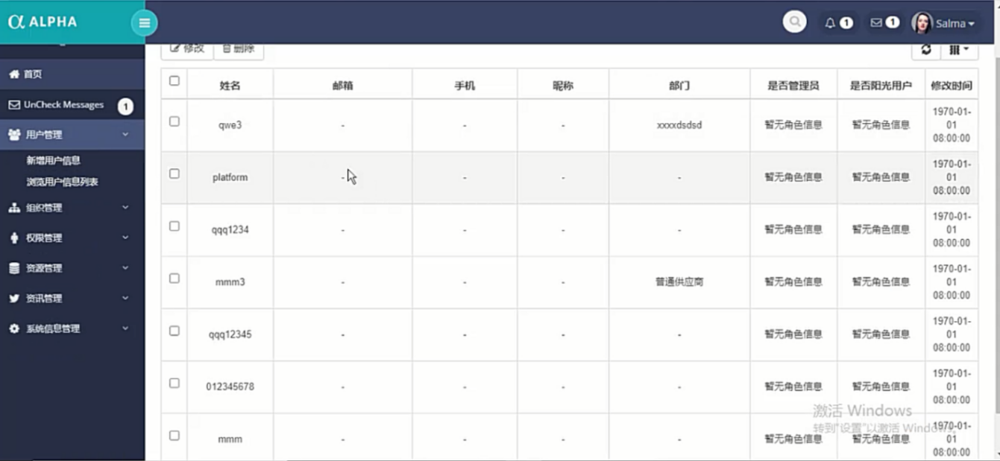 α ALPHA
1
1
Salma
修改
删除
首页
UnCheck Messages
1
用户管理
新增用户信息
浏览用户信息列表
组织管理
权限管理
资源管理
资讯管理
系统信息管理
姓名 邮箱 手机 昵称 部门 是否管理员 是否阳光用户 修改时间
qwe3 - - - xxxxdsdsd 暂无角色信息 暂无角色信息 1970-01-
01
08:00:00
platform - - - - 暂无角色信息 暂无角色信息 1970-01-
01
08:00:00
qqq1234 - - - - 暂无角色信息 暂无角色信息 1970-01-
01
08:00:00
mmm3 - - - 普通供应商 暂无角色信息 暂无角色信息 1970-01-
01
08:00:00
qqq12345 - - - - 暂无角色信息 暂无角色信息 1970-01-
01
08:00:00
012345678 - - - - 暂无角色信息 暂无角色信息 1970-01-
01
08:00:00
mmm - - - - 暂无角色信息 暂无角色信息 1970-01-
01
08:00:00
激活 Windows
转到"设置"以激活 Windows。